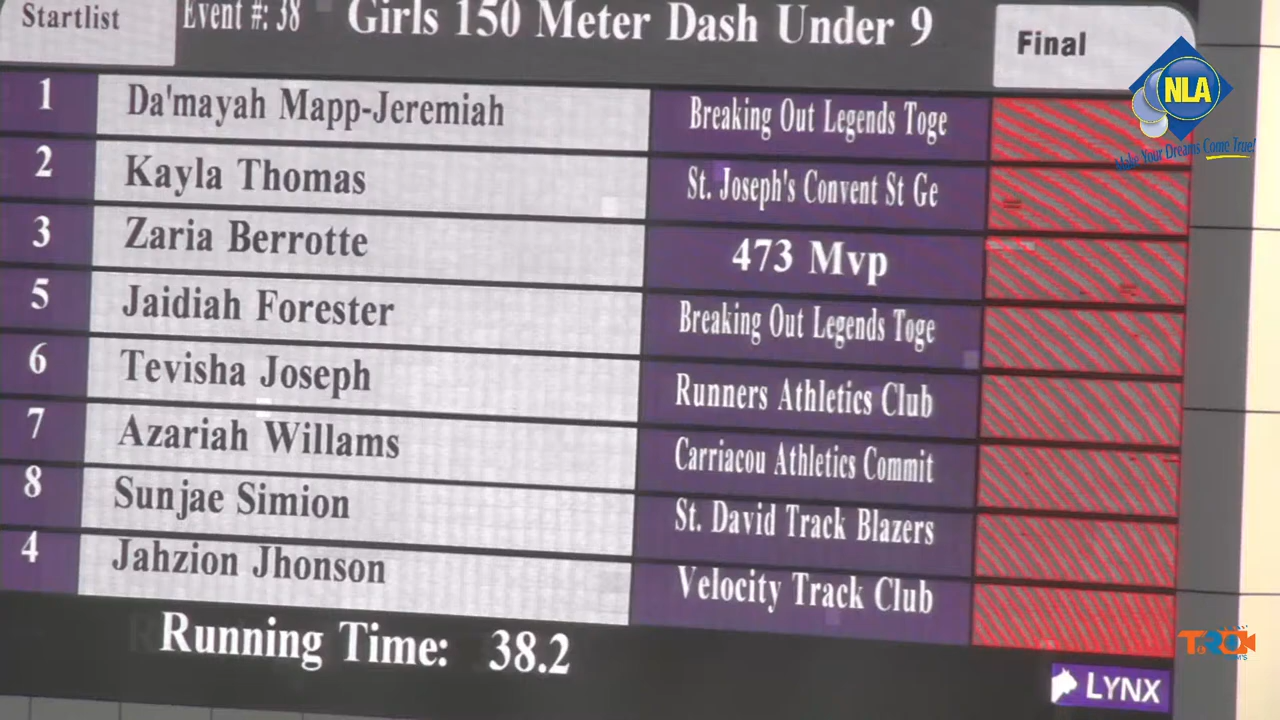 Startlist Event #: 38 Girls 150 Meter Dash Under 9 Final
1 Da'mayah Mapp-Jeremiah Breaking Out Legends Toge
2 Kayla Thomas St. Joseph's Convent St Ge
3 Zaria Berrotte 473 Mvp
5 Jaidiah Forester Breaking Out Legends Toge
6 Tevisha Joseph Runners Athletics Club
7 Azariah Willams Carriacou Athletics Commit
8 Sunjae Simion St. David Track Blazers
4 Jahzion Jhonson Velocity Track Club
Running Time: 38.2
LYNX
NLA
Make Your Dreams Come True!